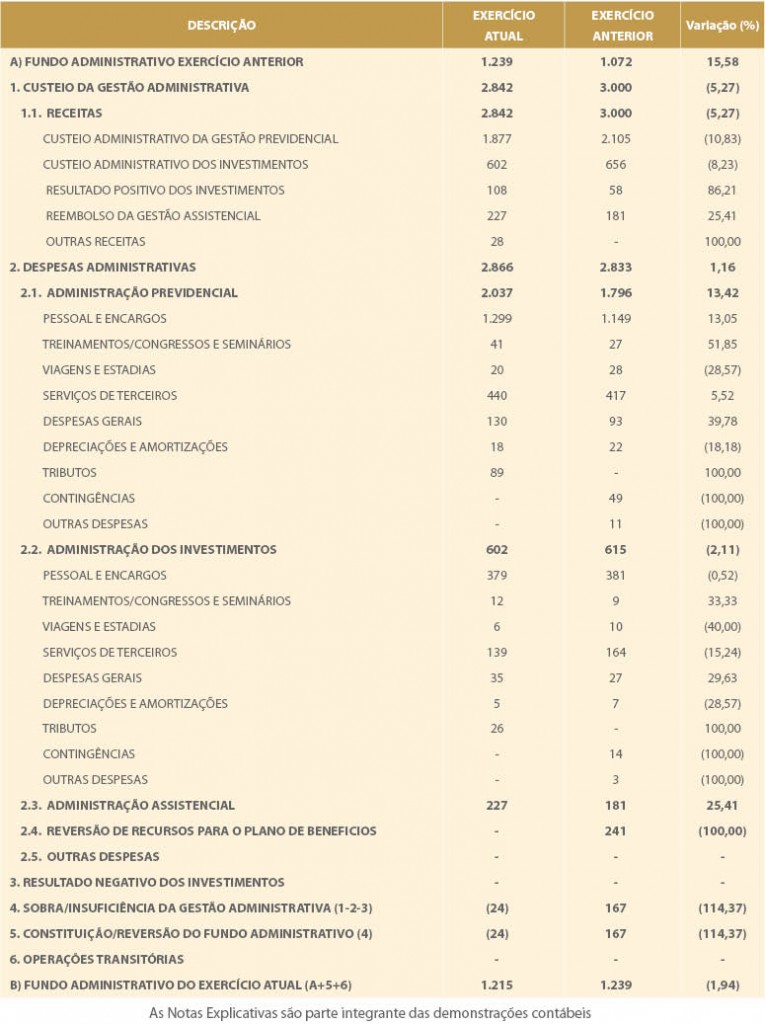 DESCRIÇÃO EXERCÍCIO ATUAL EXERCÍCIO ANTERIOR Variação (%)
A) FUNDO ADMINISTRATIVO EXERCÍCIO ANTERIOR 1.239 1.072 15,58
1. CUSTEIO DA GESTÃO ADMINISTRATIVA 2.842 3.000 (5,27)
1.1. RECEITAS 2.842 3.000 (5,27)
CUSTEIO ADMINISTRATIVO DA GESTÃO PREVIDENCIAL 1.877 2.105 (10,83)
CUSTEIO ADMINISTRATIVO DOS INVESTIMENTOS 602 656 (8,23)
RESULTADO POSITIVO DOS INVESTIMENTOS 108 58 86,21
REEMBOLSO DA GESTÃO ASSISTENCIAL 227 181 25,41
OUTRAS RECEITAS 28 - 100,00
2. DESPESAS ADMINISTRATIVAS 2.866 2.833 1,16
2.1. ADMINISTRAÇÃO PREVIDENCIAL 2.037 1.796 13,42
PESSOAL E ENCARGOS 1.299 1.149 13,05
TREINAMENTOS/CONGRESSOS E SEMINÁRIOS 41 27 51,85
VIAGENS E ESTADIAS 20 28 (28,57)
SERVIÇOS DE TERCEIROS 440 417 5,52
DESPESAS GERAIS 130 93 39,78
DEPRECIAÇÕES E AMORTIZAÇÕES 18 22 (18,18)
TRIBUTOS 89 - 100,00
CONTINGÊNCIAS - 49 (100,00)
OUTRAS DESPESAS - 11 (100,00)
2.2. ADMINISTRAÇÃO DOS INVESTIMENTOS 602 615 (2,11)
PESSOAL E ENCARGOS 379 381 (0,52)
TREINAMENTOS/CONGRESSOS E SEMINÁRIOS 12 9 33,33
VIAGENS E ESTADIAS 6 10 (40,00)
SERVIÇOS DE TERCEIROS 139 164 (15,24)
DESPESAS GERAIS 35 27 29,63
DEPRECIAÇÕES E AMORTIZAÇÕES 5 7 (28,57)
TRIBUTOS 26 - 100,00
CONTINGÊNCIAS - 14 (100,00)
OUTRAS DESPESAS - 3 (100,00)
2.3. ADMINISTRAÇÃO ASSISTENCIAL 227 181 25,41
2.4. REVERSÃO DE RECURSOS PARA O PLANO DE BENEFICIOS - 241 (100,00)
2.5. OUTRAS DESPESAS - - -
3. RESULTADO NEGATIVO DOS INVESTIMENTOS - - -
4. SOBRA/INSUFICIÊNCIA DA GESTÃO ADMINISTRATIVA (1-2-3) (24) 167 (114,37)
5. CONSTITUIÇÃO/REVERSÃO DO FUNDO ADMINISTRATIVO (4) (24) 167 (114,37)
6. OPERAÇÕES TRANSITÓRIAS - - -
B) FUNDO ADMINISTRATIVO DO EXERCÍCIO ATUAL (A+5+6) 1.215 1.239 (1,94)
As Notas Explicativas são parte integrante das demonstrações contábeis